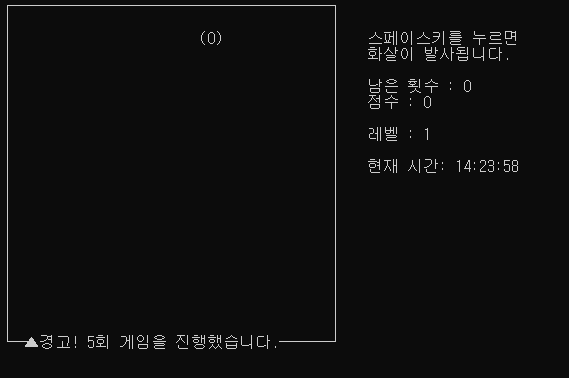 (O)
스페이스키를 누르면
화살이 발사됩니다.
남은 횟수 : 0
점수 : 0
레벨 : 1
현재 시간: 14:23:58
▲경고! 5회 게임을 진행했습니다.